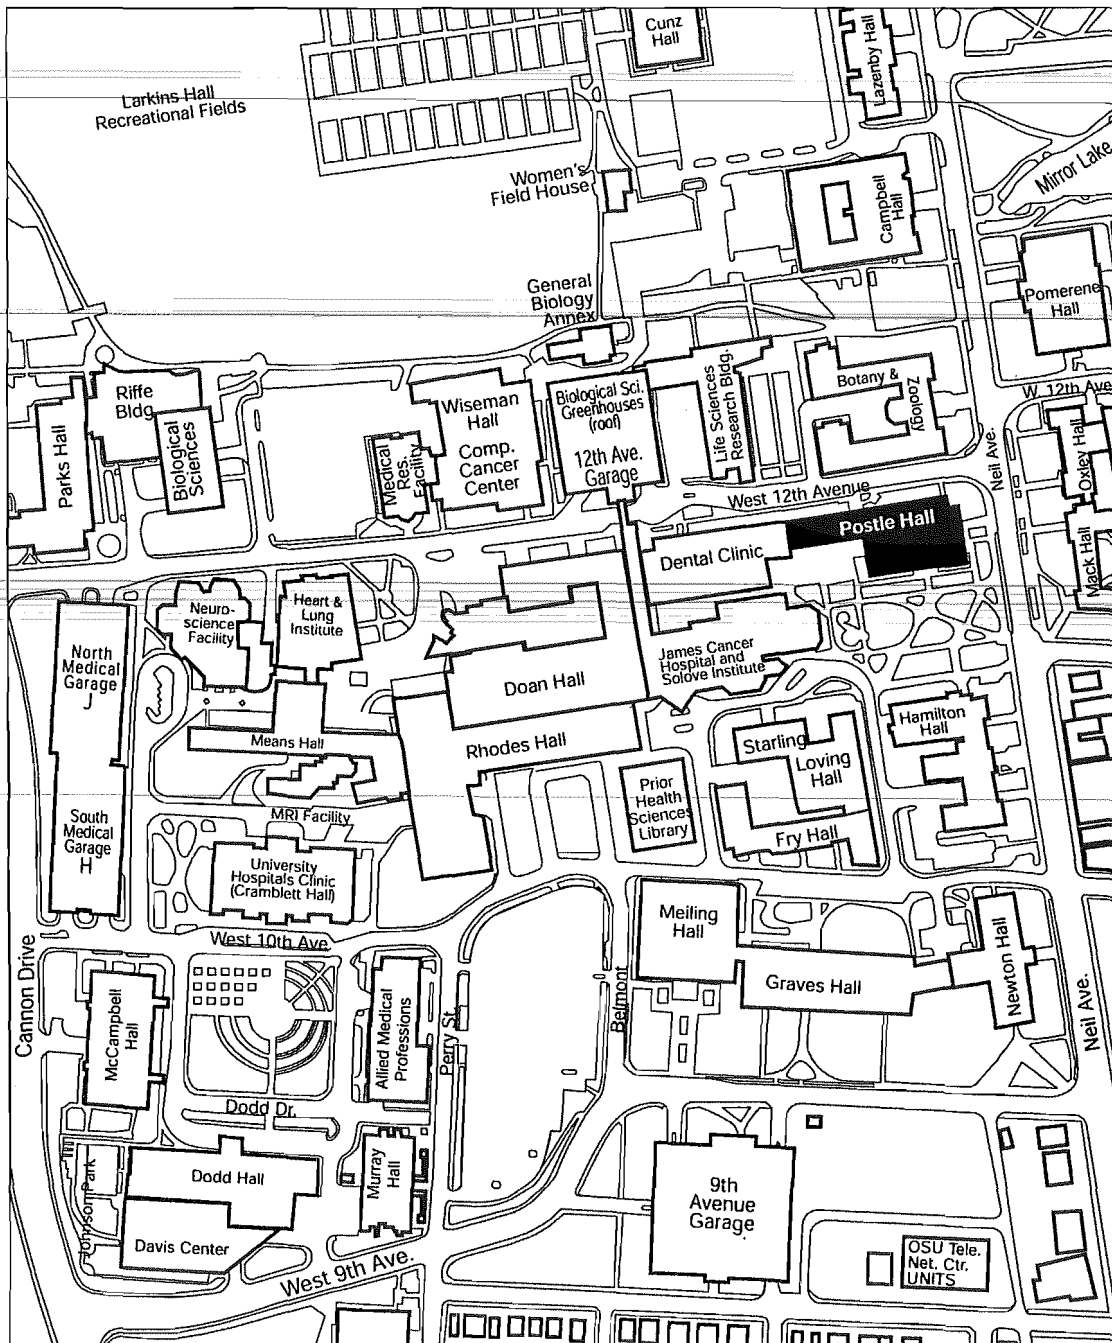 Cunz
Hall
Lazenby Hall
Larkins Hall
Recreational Fields
Mirror Lake
Women's
Field House
Campbell
Hall
General
Biology
Annex
Pomerene
Hall
Riffe
Bldg.
Parks Hall
Biological
Sciences
Wiseman
Hall
Comp.
Cancer
Center
Medical
Res.
Facility
Biological Sci.
Greenhouses
(roof)
12th Ave.
Garage
Life Sciences
Research Bldg.
Botany &
Zoology
W. 12th Ave
Oxley Hall
Neil Ave.
West 12th Avenue
Postle Hall
Dental Clinic
Mack Hall
Neuro-
science
Facility
Heart &
Lung
Institute
North
Medical
Garage
J
James Cancer
Hospital and
Solove Institute
Doan Hall
Rhodes Hall
Means Hall
Hamilton
Hall
Starling
Loving
Hall
Prior
Health
Sciences
Library
MRI Facility
South
Medical
Garage
H
Fry Hall
University
Hospitals Clinic
(Cramblett Hall)
Meiling
Hall
West 10th Ave
Newton Hall
Graves Hall
Cannon Drive
McCampbell
Hall
Allied Medical
Professions
Perry St.
Belmont
Neil Ave.
Dodd Dr.
Dodd Hall
Murray
Hall
Johnson Park
9th
Avenue
Garage
Davis Center
OSU Tele.
Net. Ctr.
UNITS
West 9th Ave.